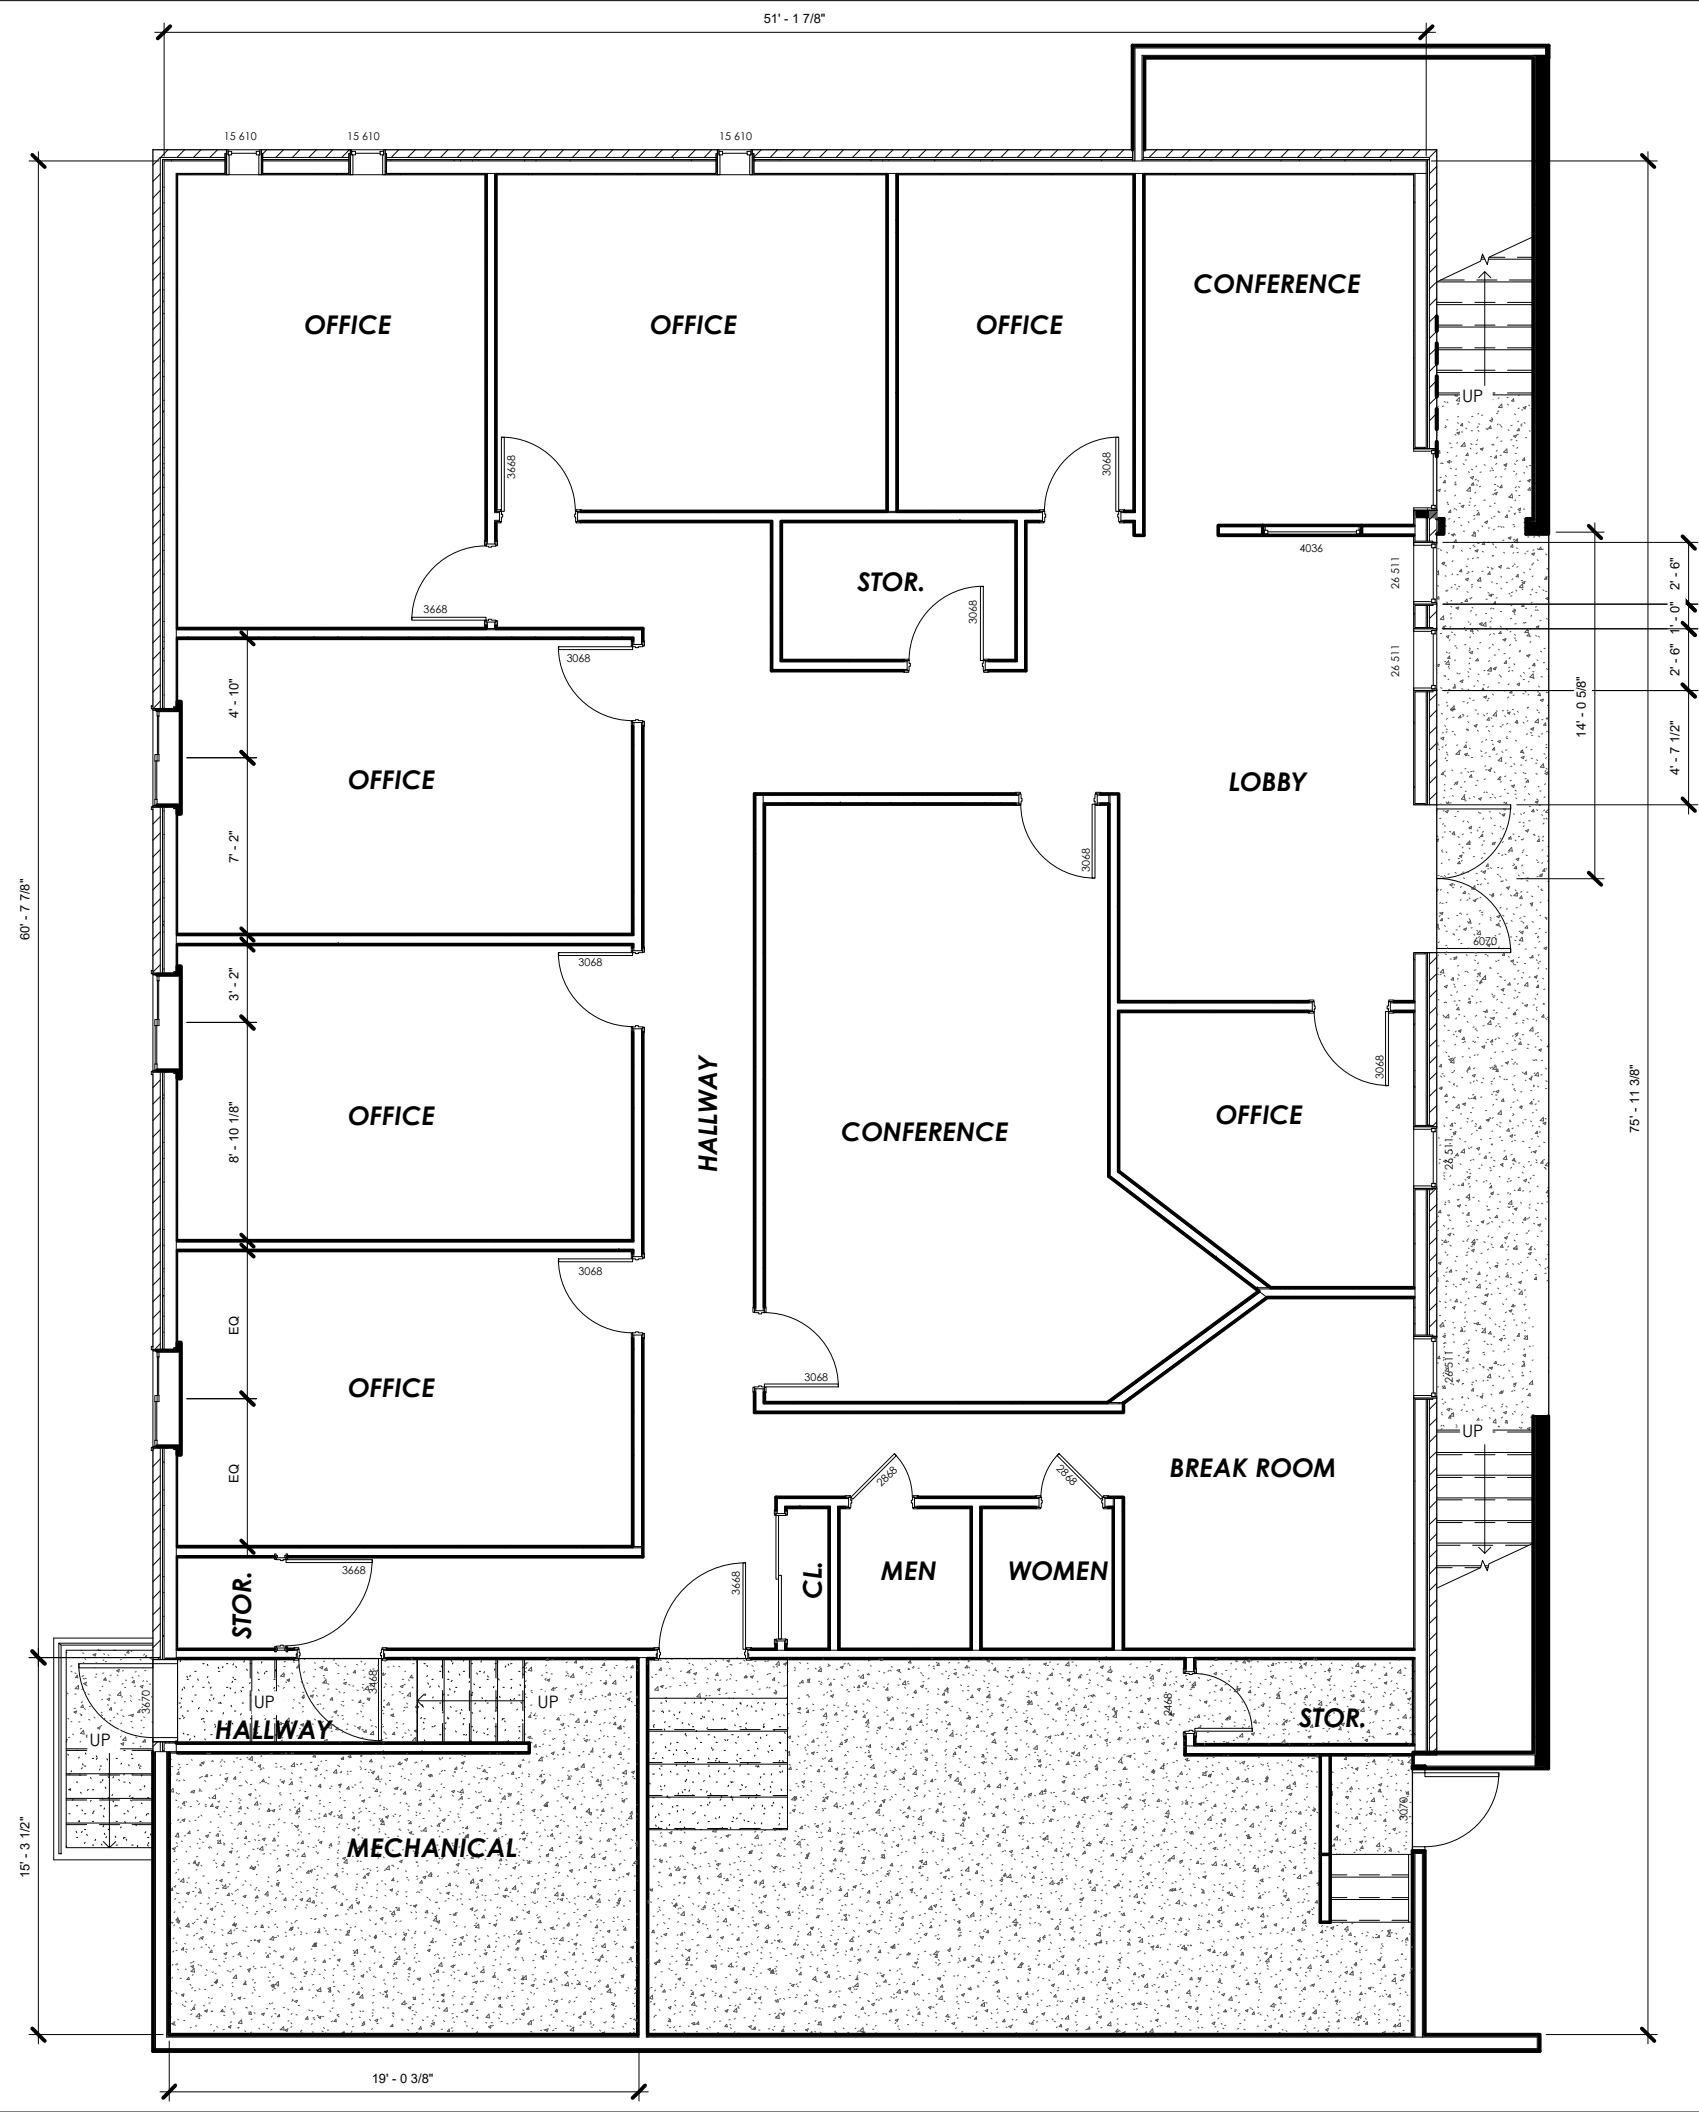 51' - 1 7/8"
15 610
15 610
15 610
CONFERENCE
OFFICE
OFFICE
OFFICE
UP
3668
3068
4036
26 511
2' - 6"
STOR.
3668
3068
1' - 0"
3068
26 511
2' - 6"
4' - 10"
14' - 0 5/8"
4' - 7 1/2"
OFFICE
LOBBY
7' - 2"
3068
60' - 7 7/8"
6070
3068
3' - 2"
3068
HALLWAY
75' - 11 3/8"
8' - 10 1/8"
OFFICE
CONFERENCE
OFFICE
26 511
3068
EQ
26 511
3068
OFFICE
UP
EQ
BREAK ROOM
2868
2868
3668
3668
STOR.
CL.
MEN
WOMEN
3670
UP
3468
UP
2468
HALLWAY
STOR.
UP
3070
15' - 3 1/2"
MECHANICAL
19' - 0 3/8"